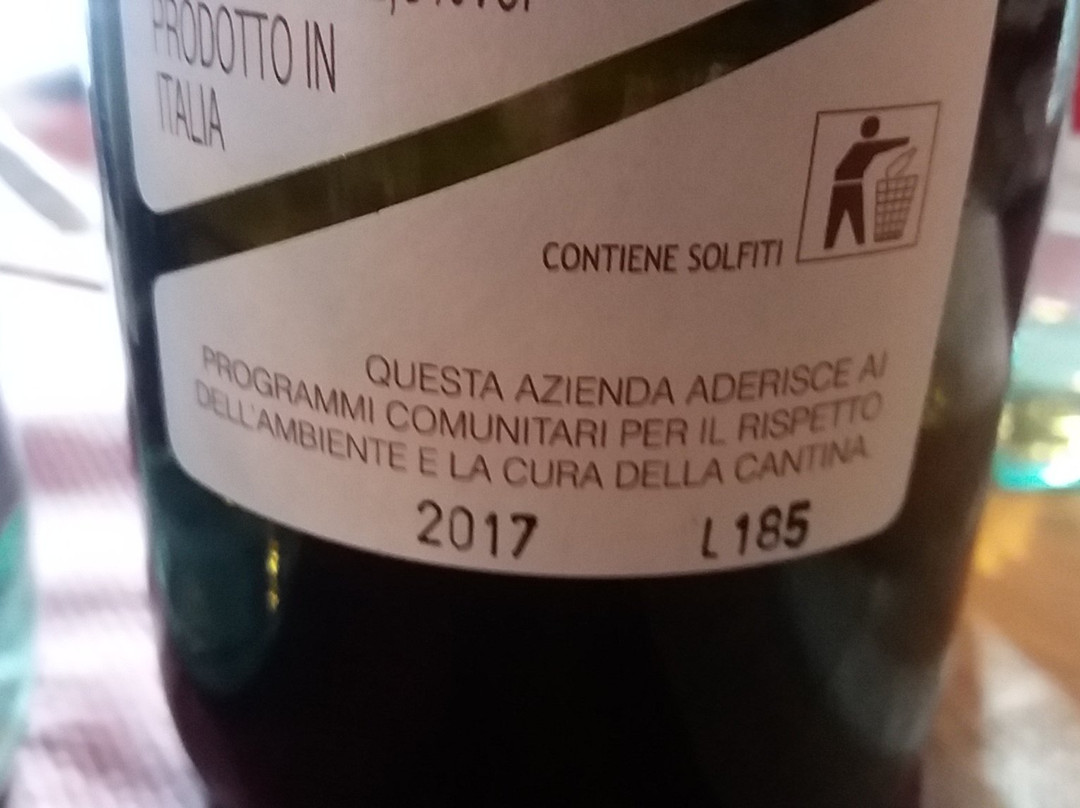 PRODOTTO IN
ITALIA
CONTIENE SOLFITI
QUESTA AZIENDA ADERISCE AI
PROGRAMMI COMUNITARI PER IL RISPETTO
DELL'AMBIENTE E LA CURA DELLA CANTINA
2017 L185